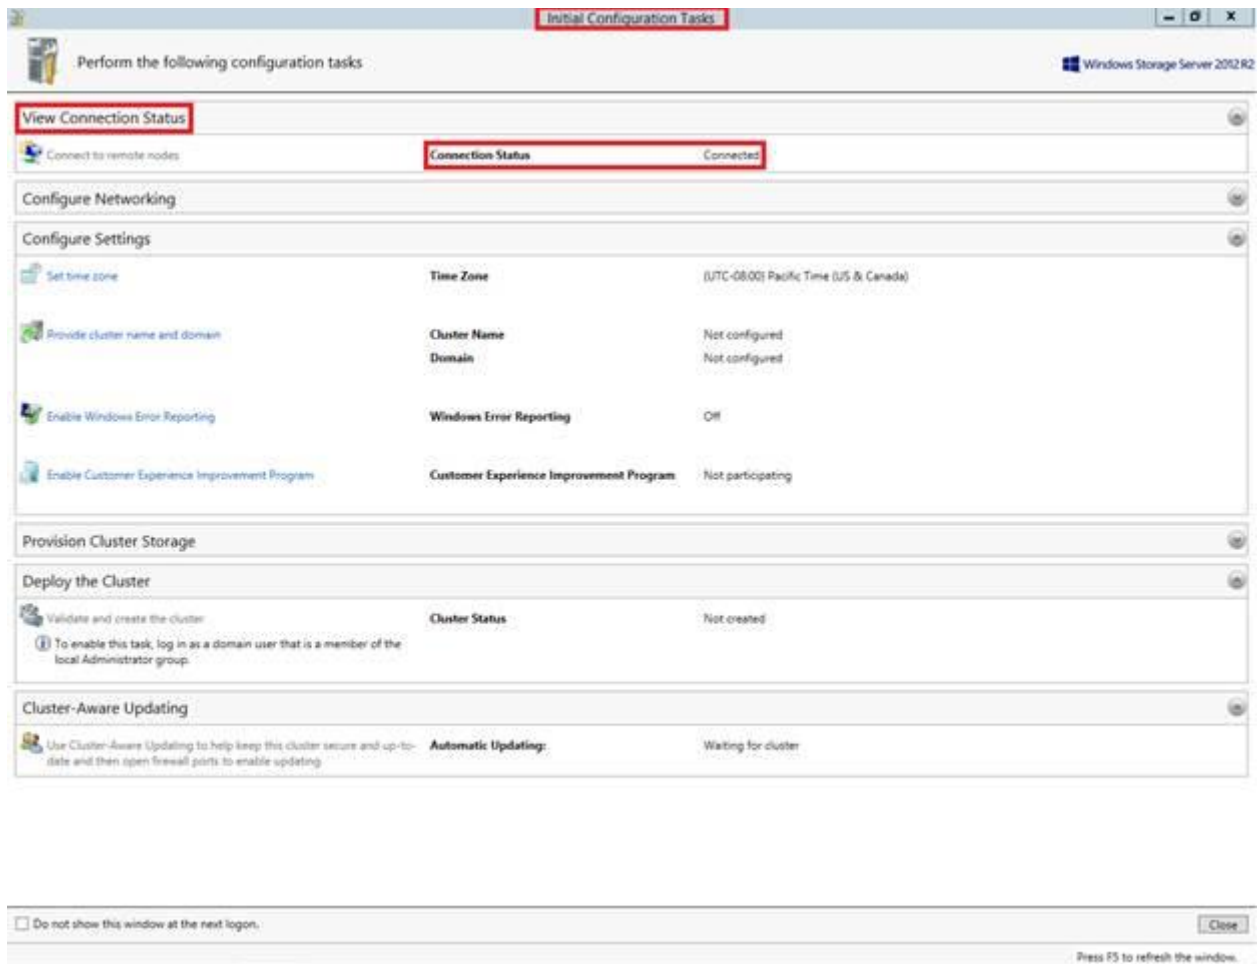 Initial Configuration Tasks
Perform the following configuration tasks
Windows Storage Server 2012 R2
View Connection Status
Connect to remote nodes Connection Status Connected
Configure Networking
Configure Settings
Set time zone Time Zone (UTC-08:00) Pacific Time (US & Canada)
Provide cluster name and domain Cluster Name Not configured
Domain Not configured
Enable Windows Error Reporting Windows Error Reporting Off
Enable Customer Experience Improvement Program Customer Experience Improvement Program Not participating
Provision Cluster Storage
Deploy the Cluster
Validate and create the cluster Cluster Status Not created
To enable this task, log in as a domain user that is a member of the
local Administrator group.
Cluster-Aware Updating
Use Cluster-Aware Updating to help keep this cluster secure and up-to- Automatic Updating: Waiting for cluster
date and then open firewall ports to enable updating
Do not show this window at the next logon.
Close
Press F5 to refresh the window.